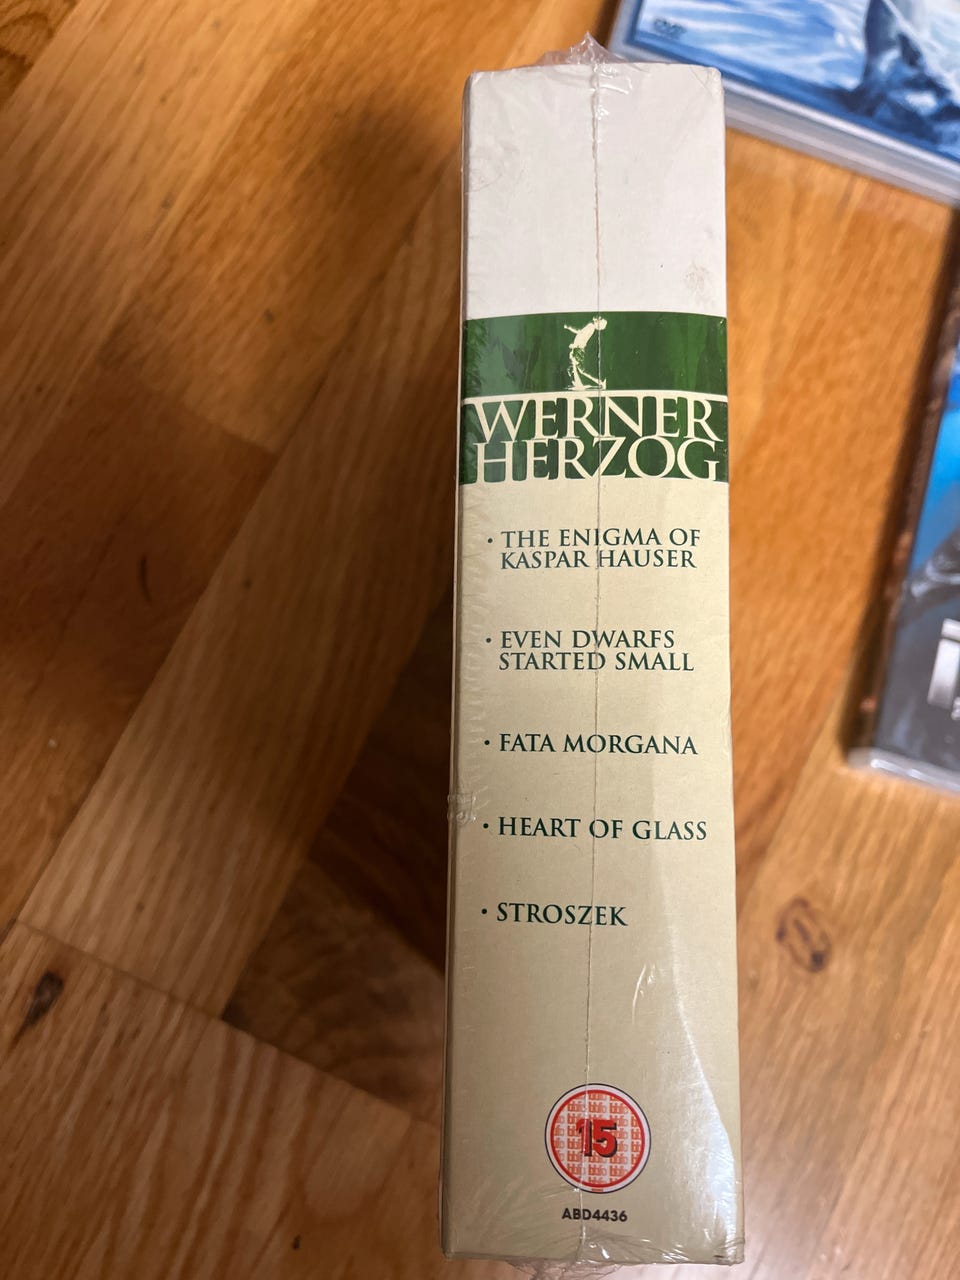 WERNER
HERZOG
• THE ENIGMA OF
KASPAR HAUSER
• EVEN DWARFS
STARTED SMALL
• FATA MORGANA
• HEART OF GLASS
• STROSZEK
15
ABD4436